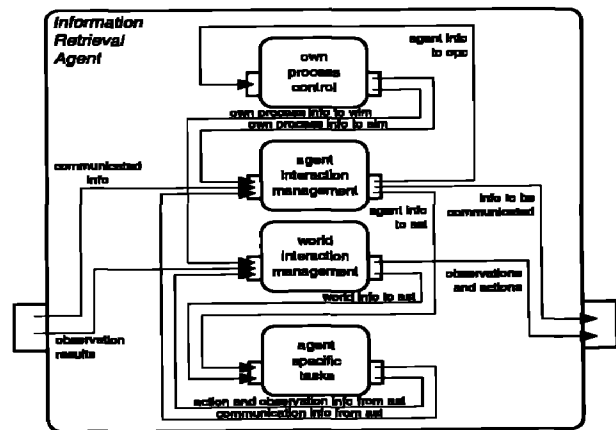 Information
Retrieval
Agent
own
process
control
agent info
to opc
own process info to wim
own process info to aim
communicated
info
agent
interaction
management
agent info
to ast
info to be
communicated
world
interaction
management
observations
and actions
world info to ast
observation
results
agent
specific
tasks
action and observation info from ast
communication info from ast